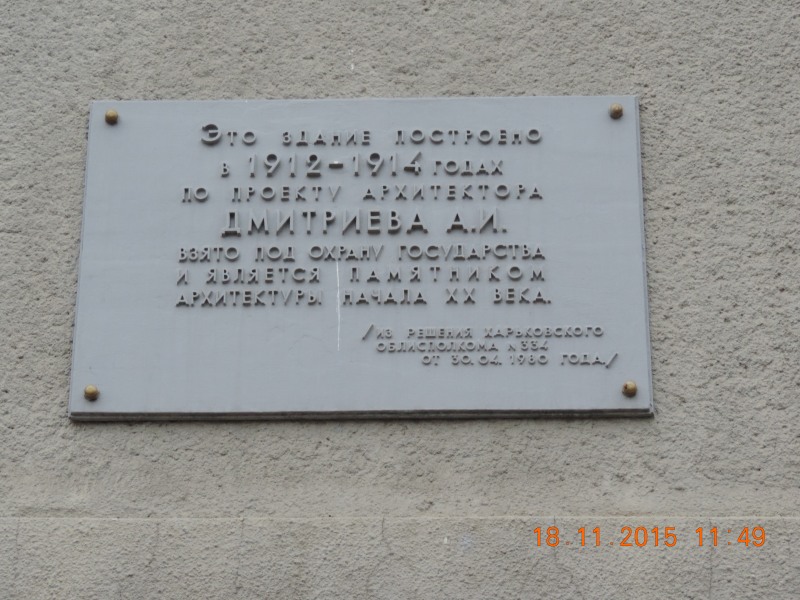 Это здание построено
в 1912-1914 годах
по проекту архитектора
Дмитриева А.И.
взято под охрану государства
и является памятником
архитектуры начала XX века.
/из решения Харьковского
облисполкома N 334
от 30.04.1980 года/
18.11.2015 11:49